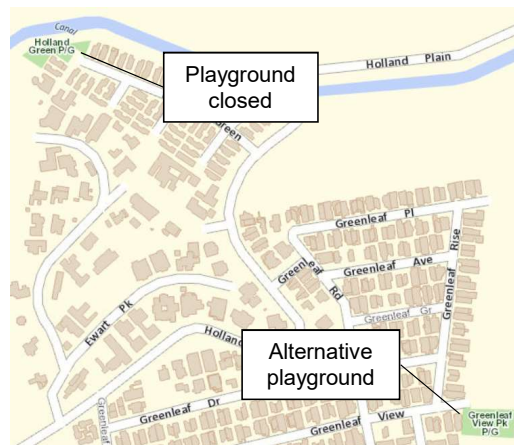 Canal
Holland
Green P/G
Playground
closed
Holland Plain
Green
Greenleaf Pl
Greenleaf Ave
Greenleaf Rise
Greenleaf Rd
Greenleaf Gr
Ewart Pk
Holland
Alternative
playground
Greenleaf Dr
Greenleaf View
Greenleaf
View Pk
P/G
Greenleaf